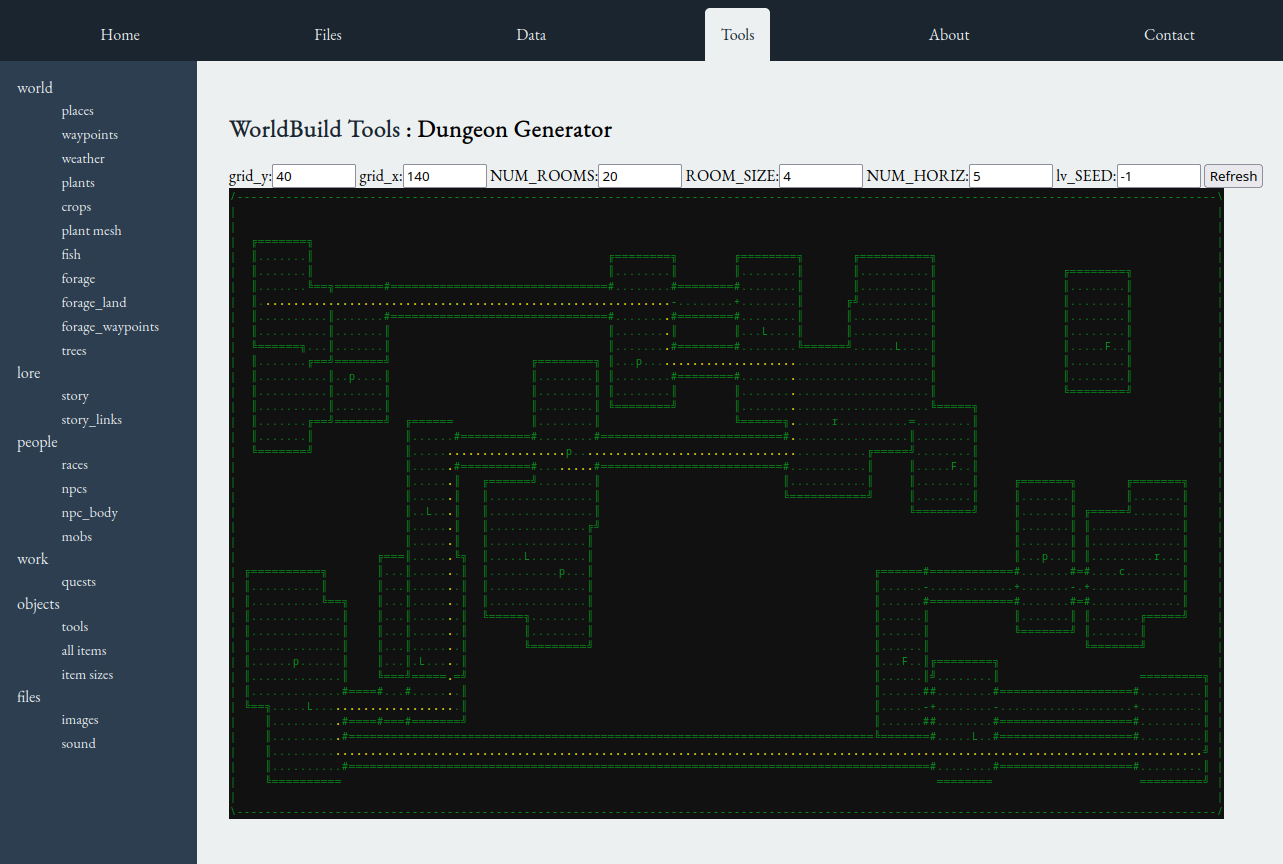 Home Files Data Tools About Contact
world
places
waypoints
weather
plants
crops
plant mesh
fish
forage
forage_land
forage_waypoints
trees
lore
story
story_links
people
races
npcs
npc_body
mobs
work
quests
objects
tools
all items
item sizes
files
images
sound
WorldBuild Tools : Dungeon Generator
grid_y: 40 grid_x: 140 NUM_ROOMS: 20 ROOM_SIZE: 4 NUM_HORIZ: 5 lv_SEED: -1 Refresh
L
L F
p
p
r
p
F
L
L p r
p c
p L F
L
L